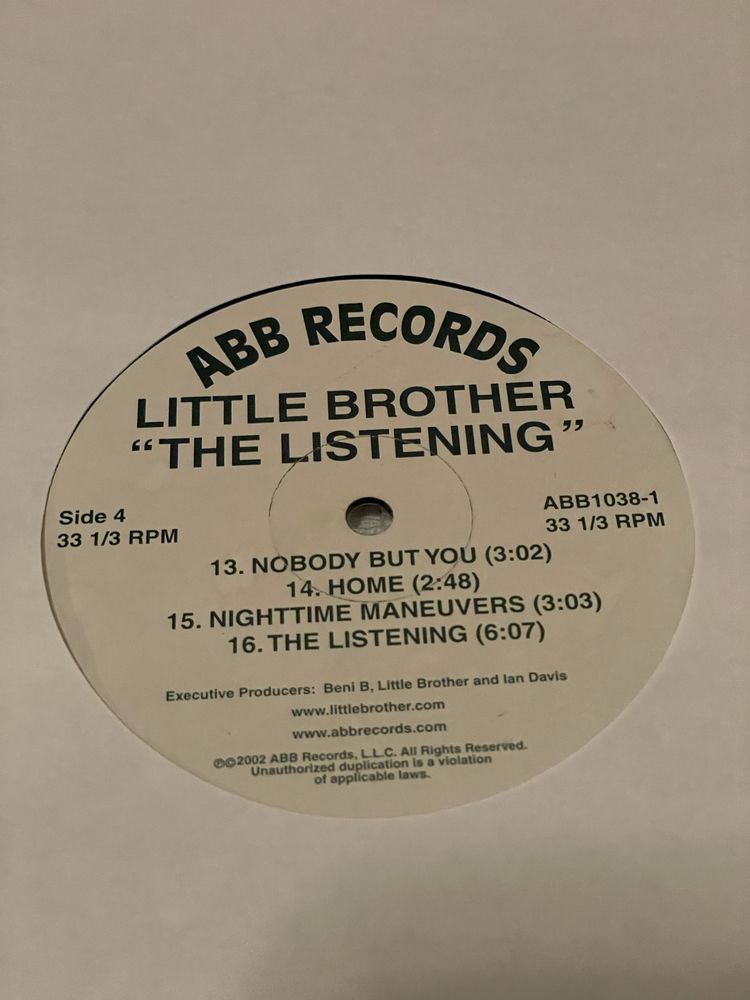 ABB RECORDS
LITTLE BROTHER
“THE LISTENING”
Side 4
33 1/3 RPM
ABB1038-1
33 1/3 RPM
13. NOBODY BUT YOU (3:02)
14. HOME (2:48)
15. NIGHTTIME MANEUVERS (3:03)
16. THE LISTENING (6:07)
Executive Producers: Beni B, Little Brother and Ian Davis
www.littlebrother.com
www.abbrecords.com
℗©2002 ABB Records, L.L.C. All Rights Reserved.
Unauthorized duplication is a violation
of applicable laws.